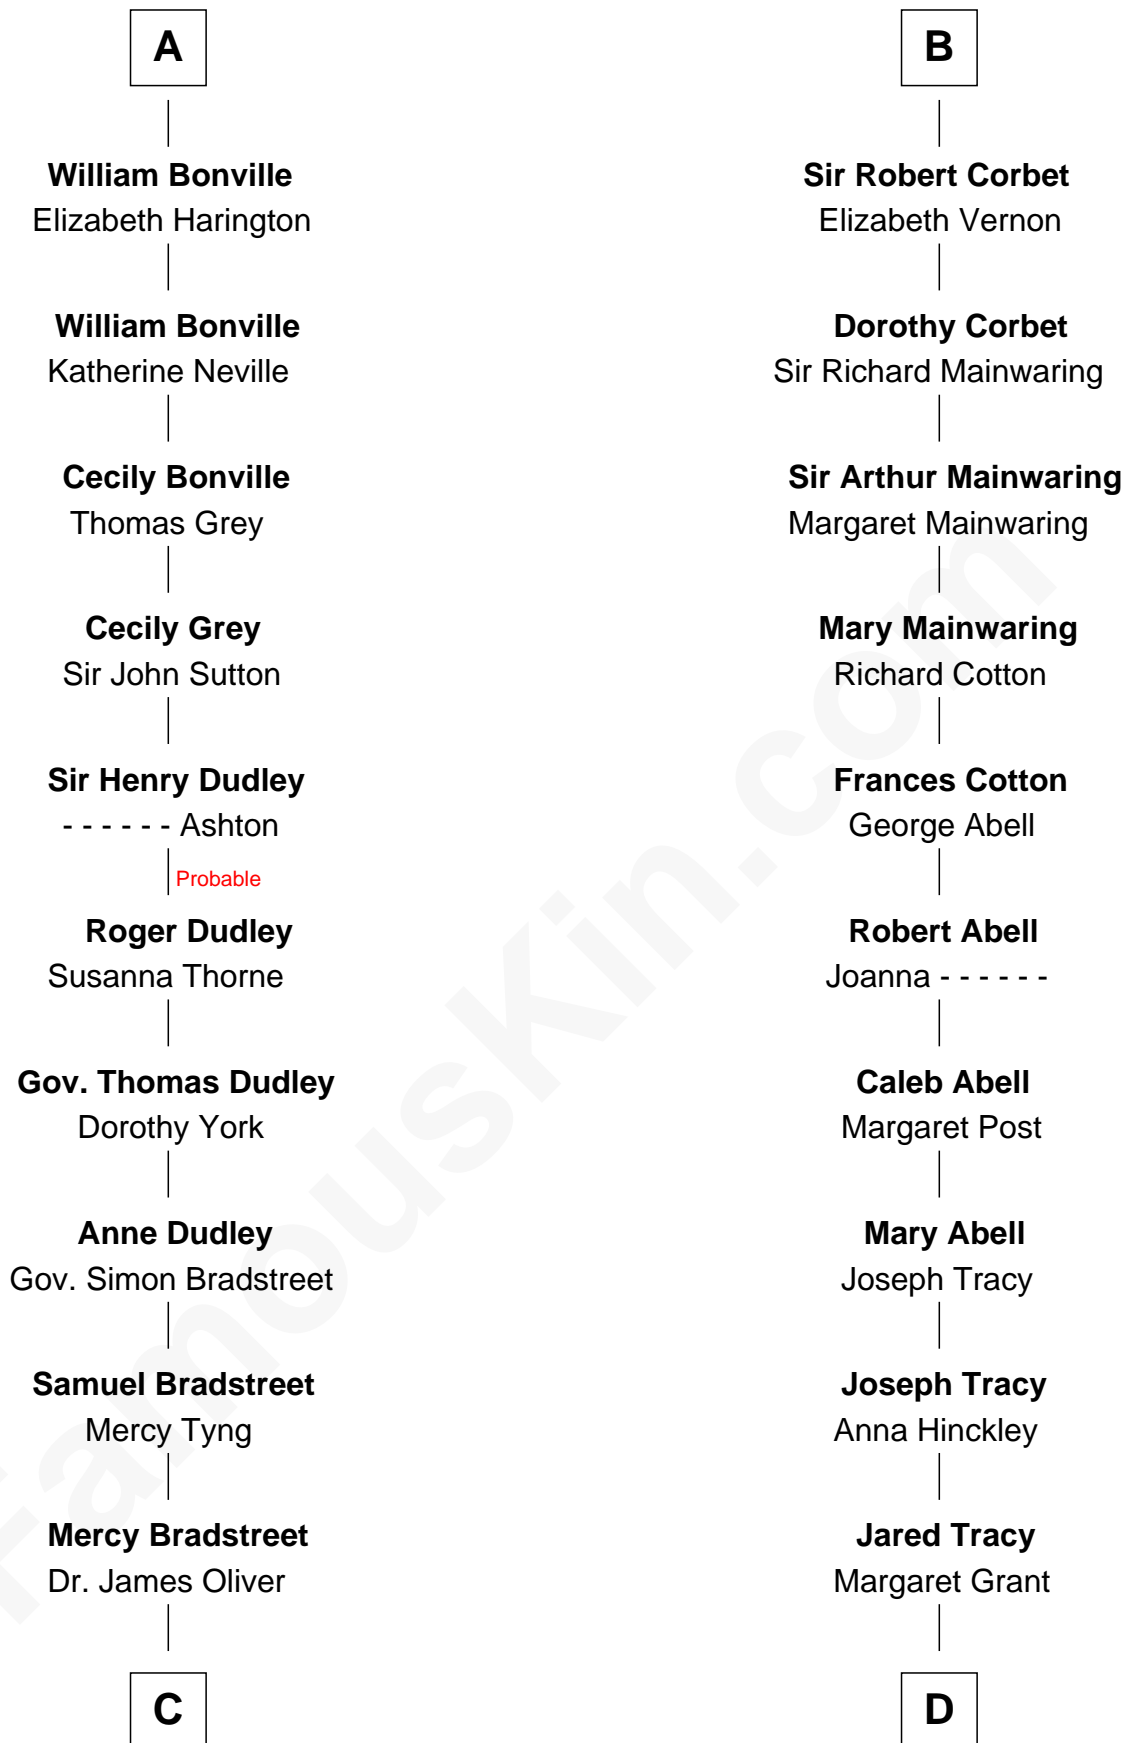 A
William Bonville
Elizabeth Harington
William Bonville
Katherine Neville
Cecily Bonville
Thomas Grey
Cecily Grey
Sir John Sutton
Sir Henry Dudley
- - - - - - Ashton
Probable
Roger Dudley
Susanna Thorne
Gov. Thomas Dudley
Dorothy York
Anne Dudley
Gov. Simon Bradstreet
Samuel Bradstreet
Mercy Tyng
Mercy Bradstreet
Dr. James Oliver
C
B
Sir Robert Corbet
Elizabeth Vernon
Dorothy Corbet
Sir Richard Mainwaring
Sir Arthur Mainwaring
Margaret Mainwaring
Mary Mainwaring
Richard Cotton
Frances Cotton
George Abell
Robert Abell
Joanna - - - - - -
Caleb Abell
Margaret Post
Mary Abell
Joseph Tracy
Joseph Tracy
Anna Hinckley
Jared Tracy
Margaret Grant
D
FamousKin.com